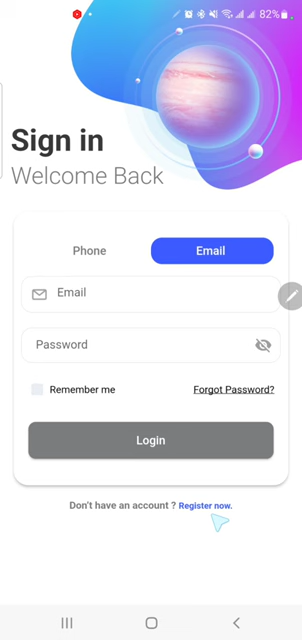 82%
Sign in
Welcome Back
Phone Email
Email
Password
Remember me Forgot Password?
Login
Don't have an account ? Register now.